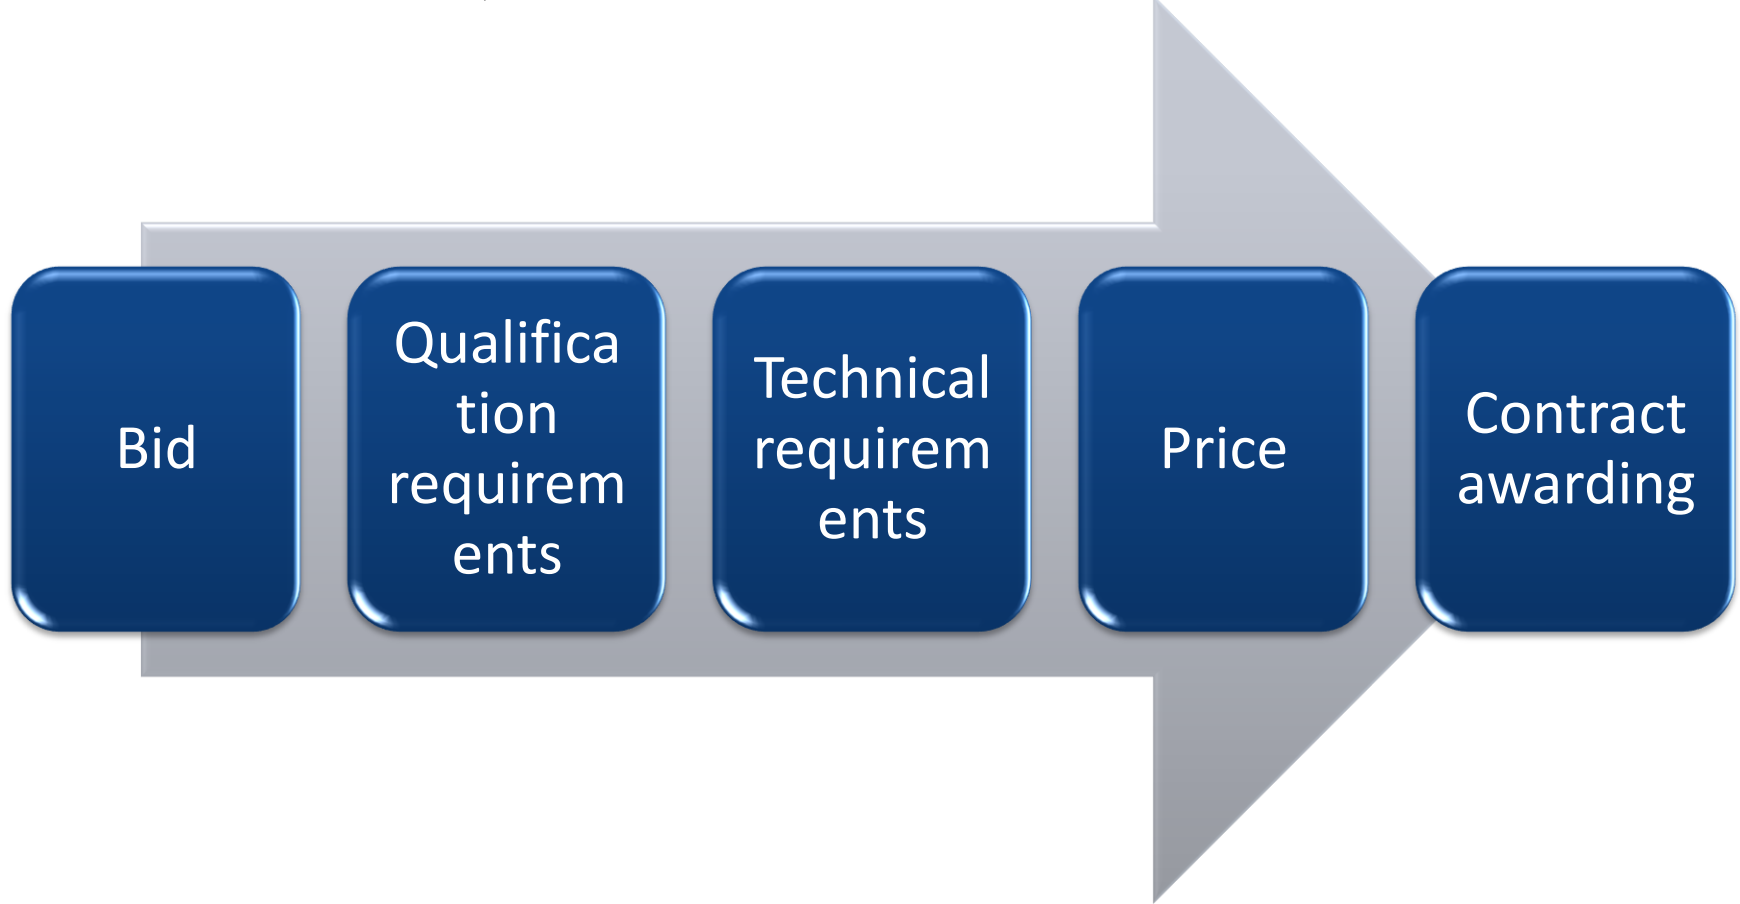 Bid
Qualifica
tion
requirem
ents
Technical
requirem
ents
Price
Contract
awarding